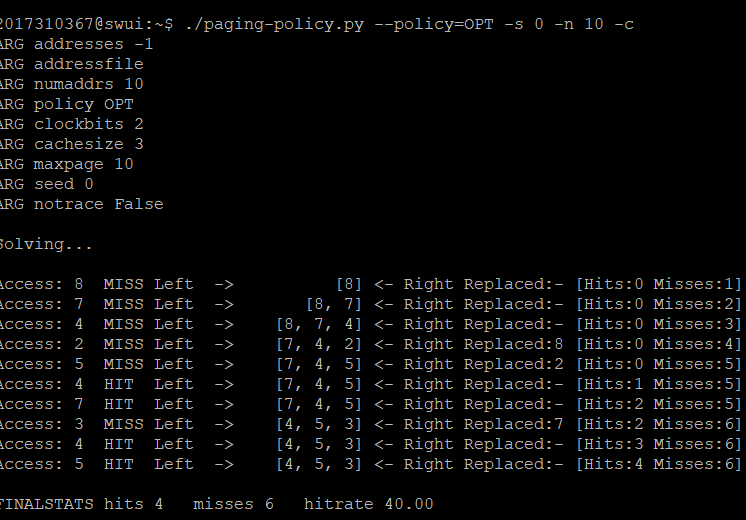 2017310367@swui:~$ ./paging-policy.py --policy=OPT -s 0 -n 10 -c
ARG addresses -1
ARG addressfile
ARG numaddrs 10
ARG policy OPT
ARG clockbits 2
ARG cachesize 3
ARG maxpage 10
ARG seed 0
ARG notrace False
Solving...
Access: 8  MISS Left  ->          [8] <- Right Replaced:- [Hits:0 Misses:1]
Access: 7  MISS Left  ->       [8, 7] <- Right Replaced:- [Hits:0 Misses:2]
Access: 4  MISS Left  ->    [8, 7, 4] <- Right Replaced:- [Hits:0 Misses:3]
Access: 2  MISS Left  ->    [7, 4, 2] <- Right Replaced:8 [Hits:0 Misses:4]
Access: 5  MISS Left  ->    [7, 4, 5] <- Right Replaced:2 [Hits:0 Misses:5]
Access: 4  HIT  Left  ->    [7, 4, 5] <- Right Replaced:- [Hits:1 Misses:5]
Access: 7  HIT  Left  ->    [7, 4, 5] <- Right Replaced:- [Hits:2 Misses:5]
Access: 3  MISS Left  ->    [4, 5, 3] <- Right Replaced:7 [Hits:2 Misses:6]
Access: 4  HIT  Left  ->    [4, 5, 3] <- Right Replaced:- [Hits:3 Misses:6]
Access: 5  HIT  Left  ->    [4, 5, 3] <- Right Replaced:- [Hits:4 Misses:6]
FINALSTATS hits 4   misses 6   hitrate 40.00